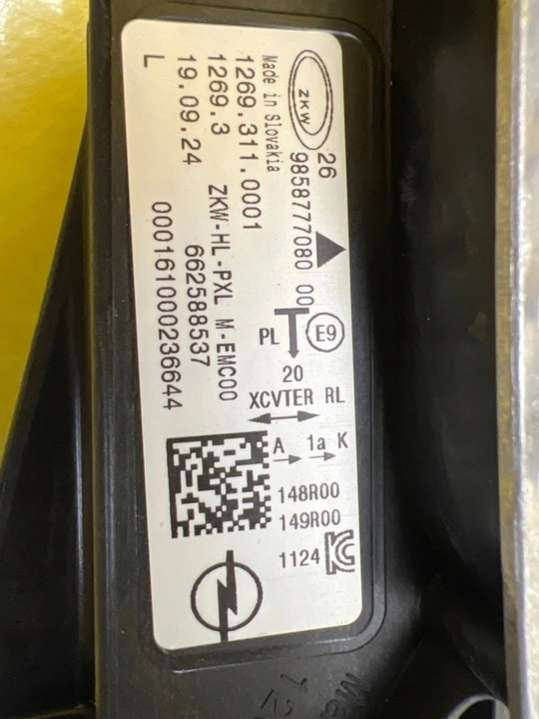 ZKW
26
9858777080 00
Made in Slovakia
1269.311.0001
1269.3 ZKW-HL-PXL M-EMC00
19.09.24 662588537
L 000161000236644
PL E9
20
XCVTER RL
A 1a K
148R00
149R00
1124